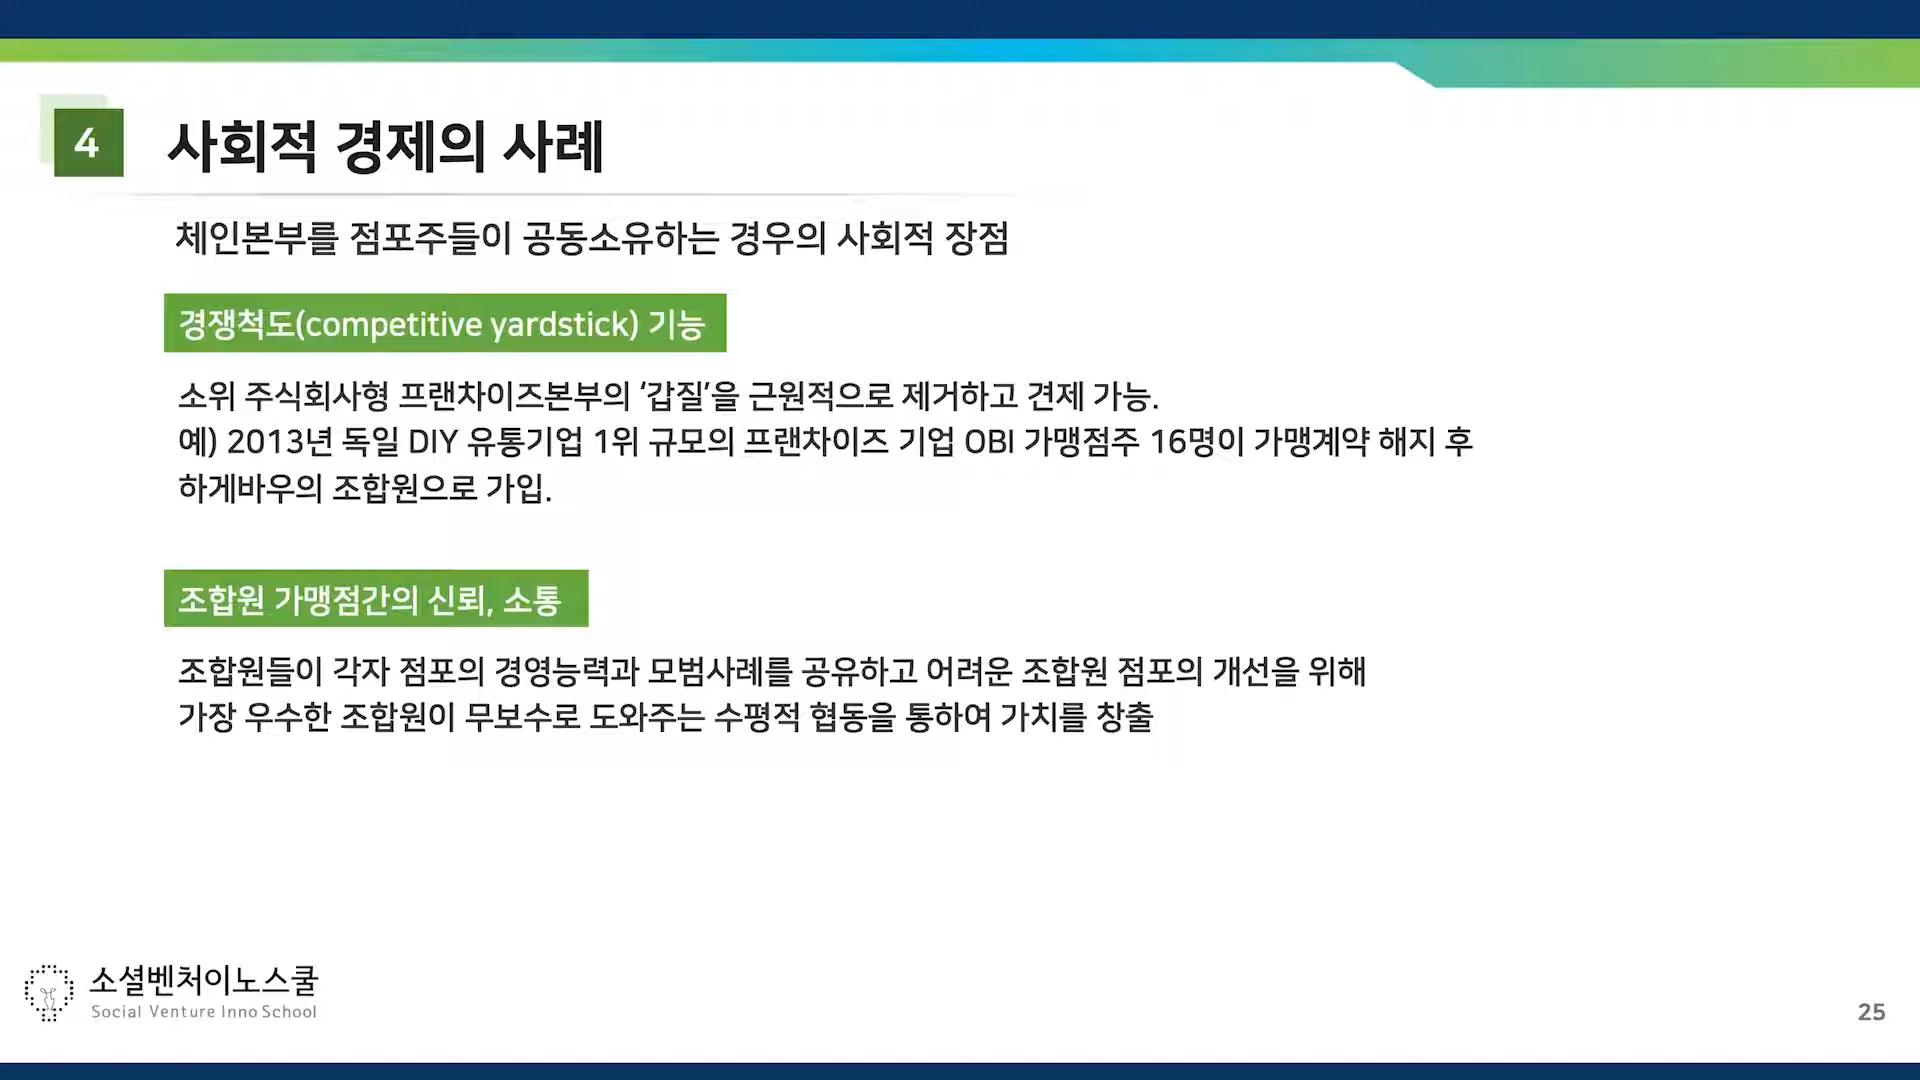 4
사회적 경제의 사례
체인본부를 점포주들이 공동소유하는 경우의 사회적 장점
경쟁척도(competitive yardstick) 기능
소위 주식회사형 프랜차이즈본부의 ‘갑질’을 근원적으로 제거하고 견제 가능.
예) 2013년 독일 DIY 유통기업 1위 규모의 프랜차이즈 기업 OBI 가맹점주 16명이 가맹계약 해지 후
하게바우의 조합원으로 가입.
조합원 가맹점간의 신뢰, 소통
조합원들이 각자 점포의 경영능력과 모범사례를 공유하고 어려운 조합원 점포의 개선을 위해
가장 우수한 조합원이 무보수로 도와주는 수평적 협동을 통하여 가치를 창출
소셜벤처이노스쿨
Social Venture Inno School
25